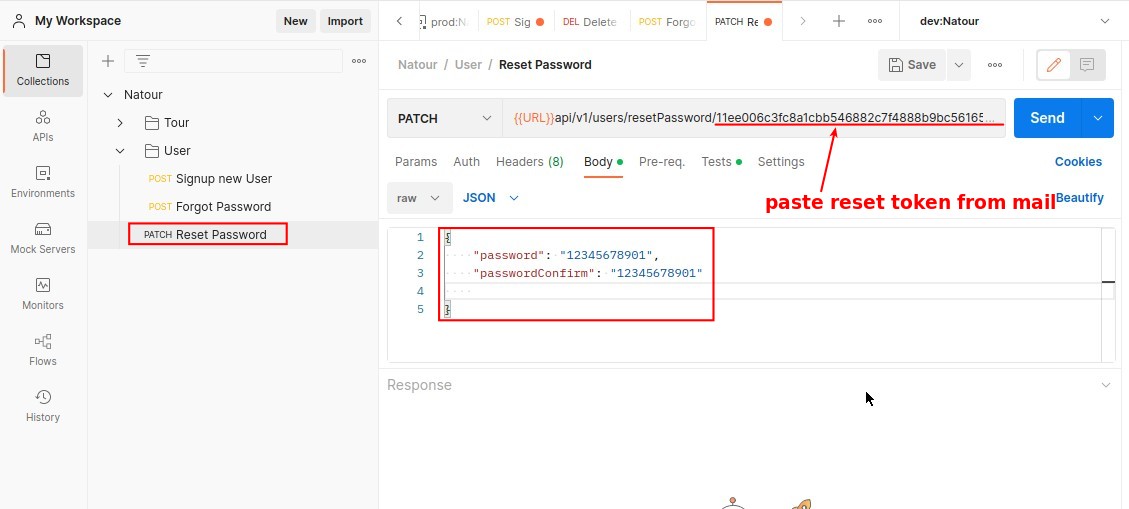 My Workspace
New
Import
prod:N
POST Sig
DEL Delete
POST Forgo
PATCH Re
dev:Natour
Collections
APIs
Environments
Mock Servers
Monitors
Flows
History
Natour
Tour
User
POST Signup new User
POST Forgot Password
PATCH Reset Password
Natour / User / Reset Password
Save
PATCH
{{URL}}api/v1/users/resetPassword/11ee006c3fc8a1cbb546882c7f4888b9bc56165...
Send
Params
Auth
Headers (8)
Body
Pre-req.
Tests
Settings
Cookies
raw
JSON
paste reset token from mail
Beautify
1 {
2 "password": "12345678901",
3 "passwordConfirm": "12345678901"
4
5 }
Response